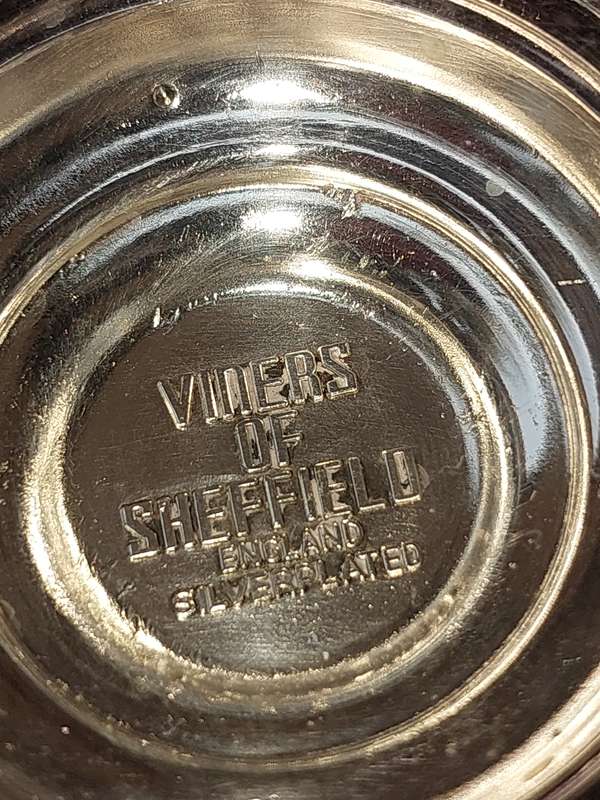 VINERS
OF
SHEFFIELD
ENGLAND
SILVERPLATED